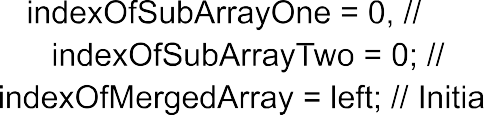 indexOfSubArrayOne = 0, //
indexOfSubArrayTwo = 0; //
indexOfMergedArray = left; // Initia